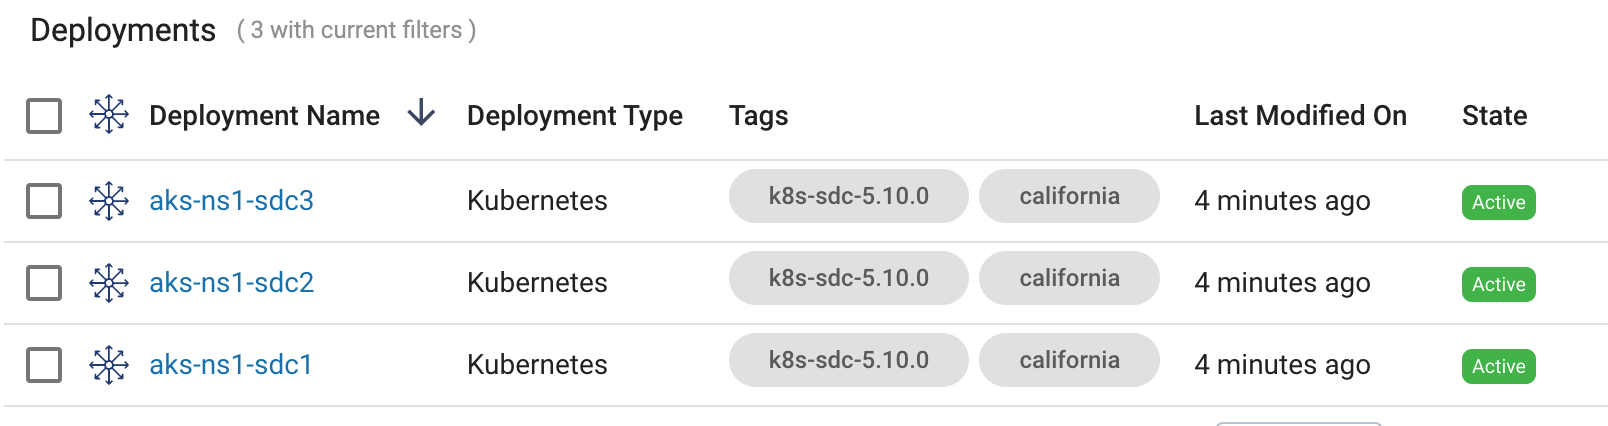 Deployments ( 3 with current filters )
Deployment Name Deployment Type Tags Last Modified On State
aks-ns1-sdc3 Kubernetes k8s-sdc-5.10.0 california 4 minutes ago Active
aks-ns1-sdc2 Kubernetes k8s-sdc-5.10.0 california 4 minutes ago Active
aks-ns1-sdc1 Kubernetes k8s-sdc-5.10.0 california 4 minutes ago Active